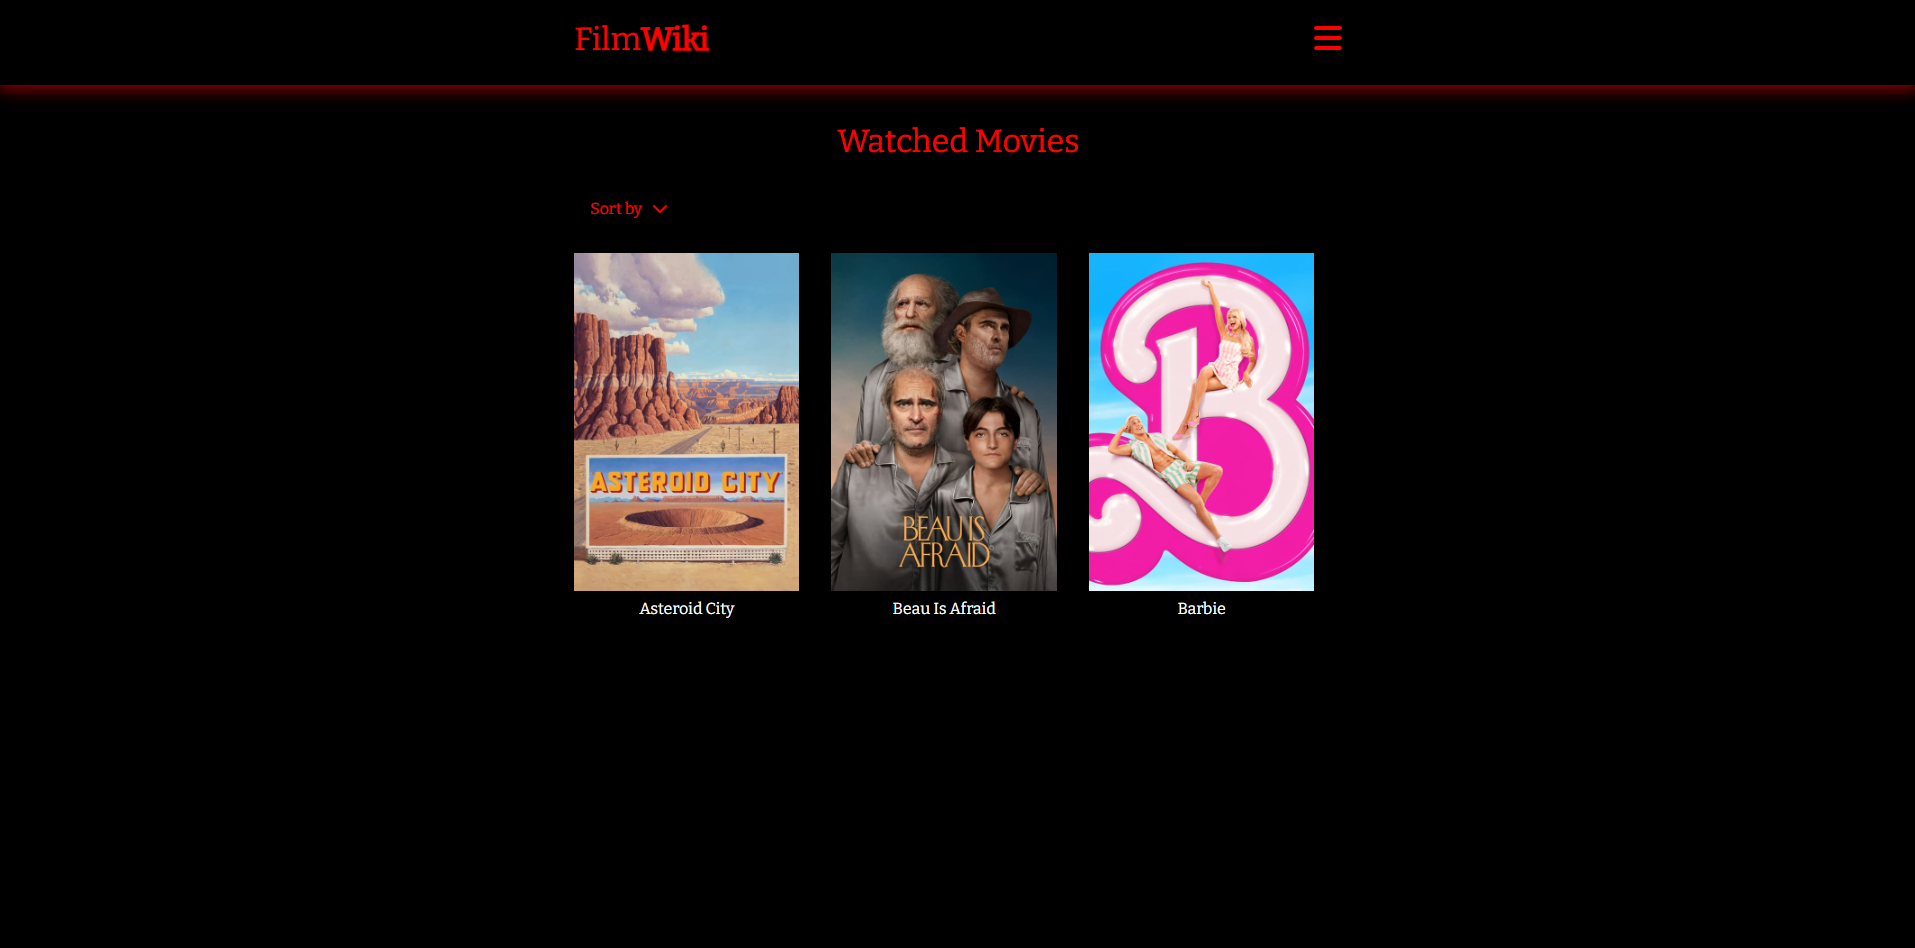 FilmWiki
Watched Movies
Sort by
ASTEROID CITY
BEAU IS
AFRAID
Asteroid City
Beau Is Afraid
Barbie